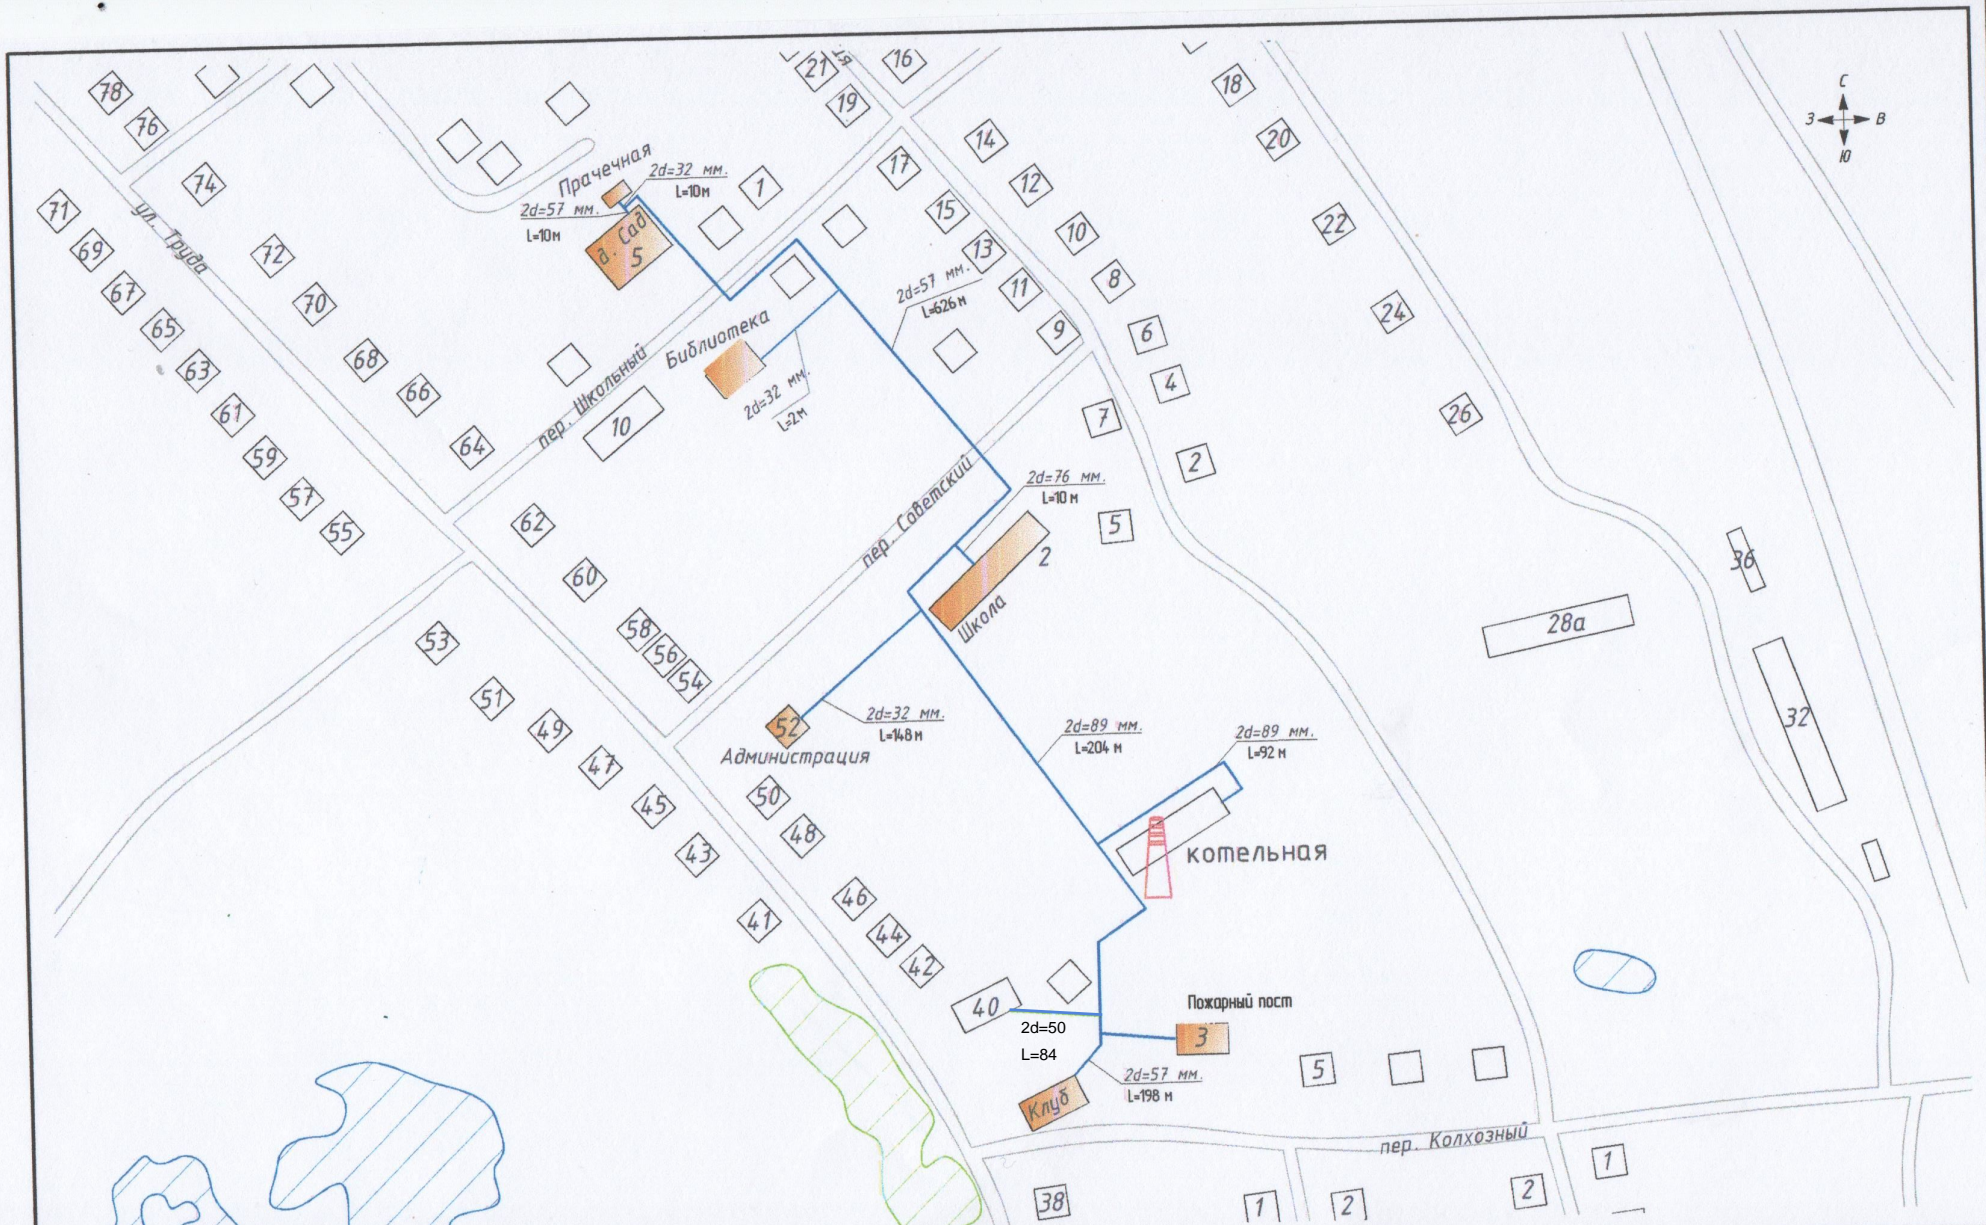 78
76
21
ая
19
16
18
20
С
З
В
Ю
14
12
17
15
13
11
9
10
8
6
4
2
7
5
22
24
26
74
71
69
67
65
63
61
59
57
55
ул. Труда
72
70
68
66
64
Прачечная
2d=32 мм.
L=10м
2d=57 мм.
L=10м
д. Сад
5
1
Библиотека
2d=32 мм.
L=2м
пер. Школьный
10
2d=57 мм.
L=626м
62
60
58
56
54
пер. Советский
2d=76 мм.
L=10 м
2
Школа
36
28а
32
53
51
49
47
45
43
41
52
Администрация
2d=32 мм.
L=148м
2d=89 мм.
L=204 м
2d=89 мм.
L=92 м
котельная
50
48
46
44
42
40
2d=50
L=84
Пожарный пост
3
2d=57 мм.
L=198 м
Клуб
5
пер. Колхозный
38
1
2
2
1